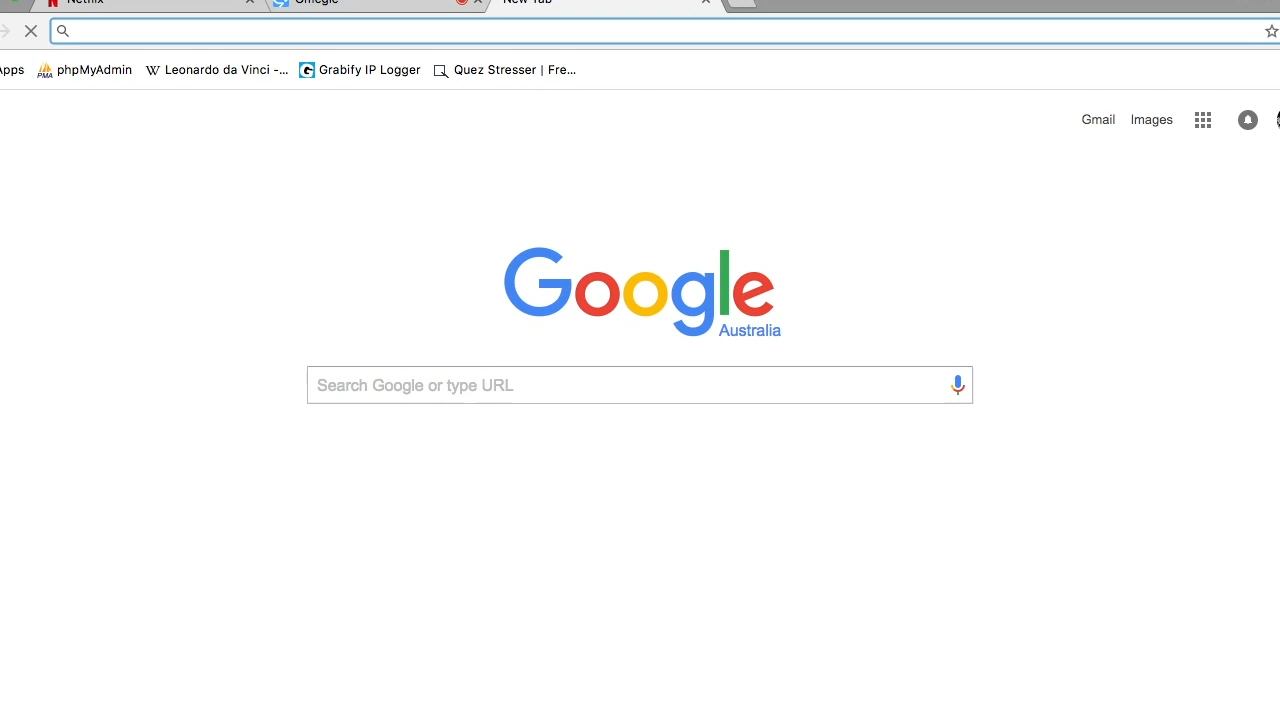 Netflix Omegle New Tab
Apps phpMyAdmin Leonardo da Vinci -... Grabify IP Logger Quez Stresser | Fre...
PMA
Gmail Images
Google
Australia
Search Google or type URL